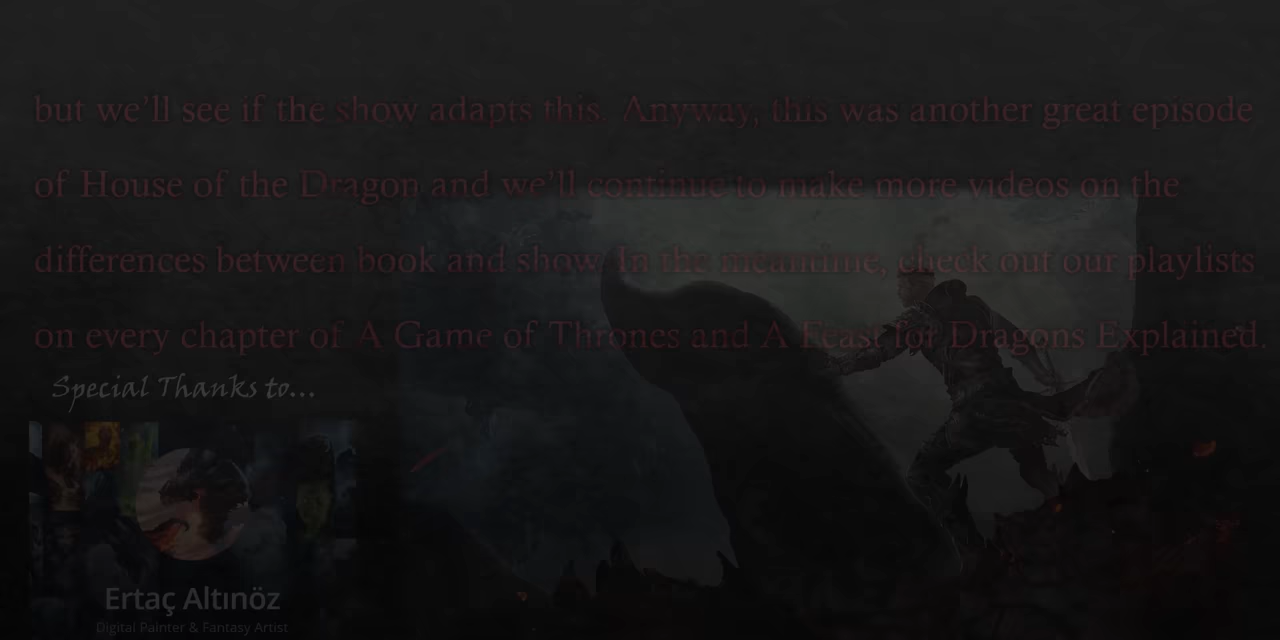 but we’ll see if the show adapts this. Anyway, this was another great episode
of House of the Dragon and we’ll continue to make more videos on the
differences between book and show. In the meantime, check out our playlists
on every chapter of A Game of Thrones and A Feast for Dragons Explained.
Special Thanks to...
Ertaç Altınöz
Digital Painter & Fantasy Artist